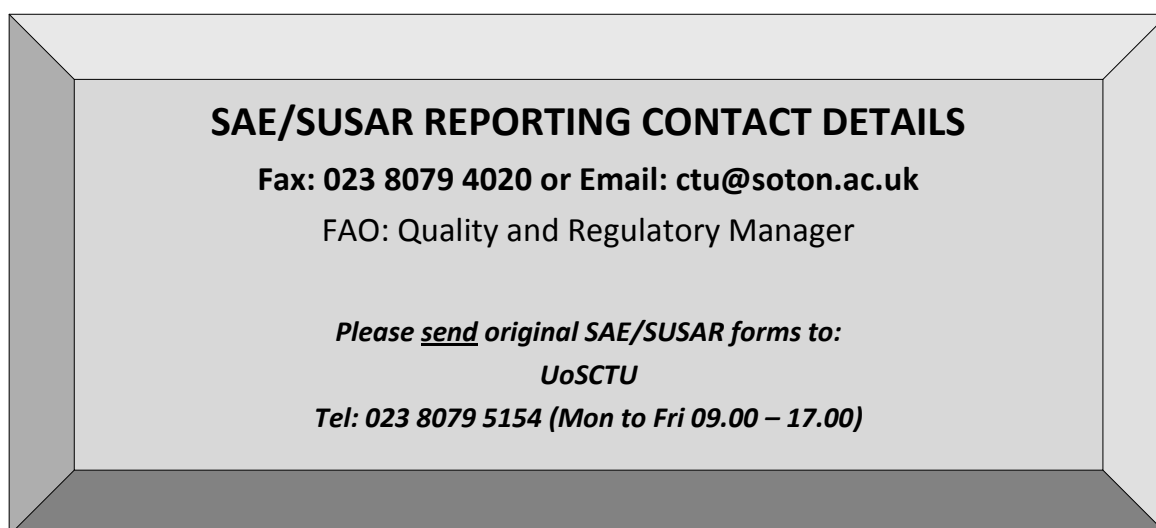 SAE/SUSAR REPORTING CONTACT DETAILS
Fax: 023 8079 4020 or Email: ctu@soton.ac.uk
FAO: Quality and Regulatory Manager
Please send original SAE/SUSAR forms to:
UoSCTU
Tel: 023 8079 5154 (Mon to Fri 09.00 – 17.00)